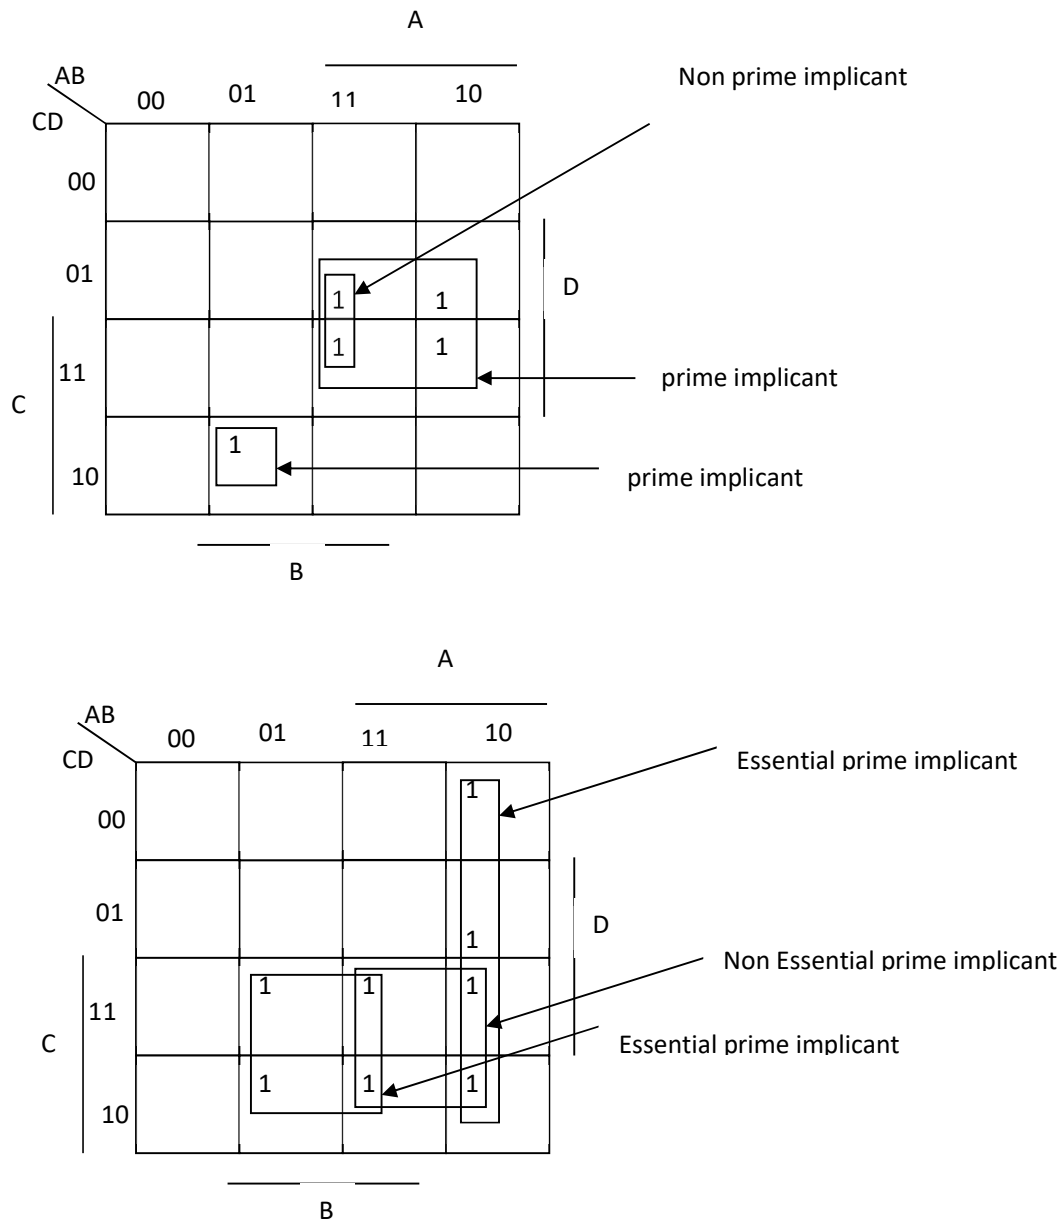 A
AB
00 01 11 10
Non prime implicant
CD
00
01 1 1 D
11 1 1
prime implicant
C
1
10
prime implicant
B
A
AB
00 01 11 10
Essential prime implicant
CD
1
00
01 1 D
Non Essential prime implicant
1 1 1
11
C
Essential prime implicant
1 1 1
10
B